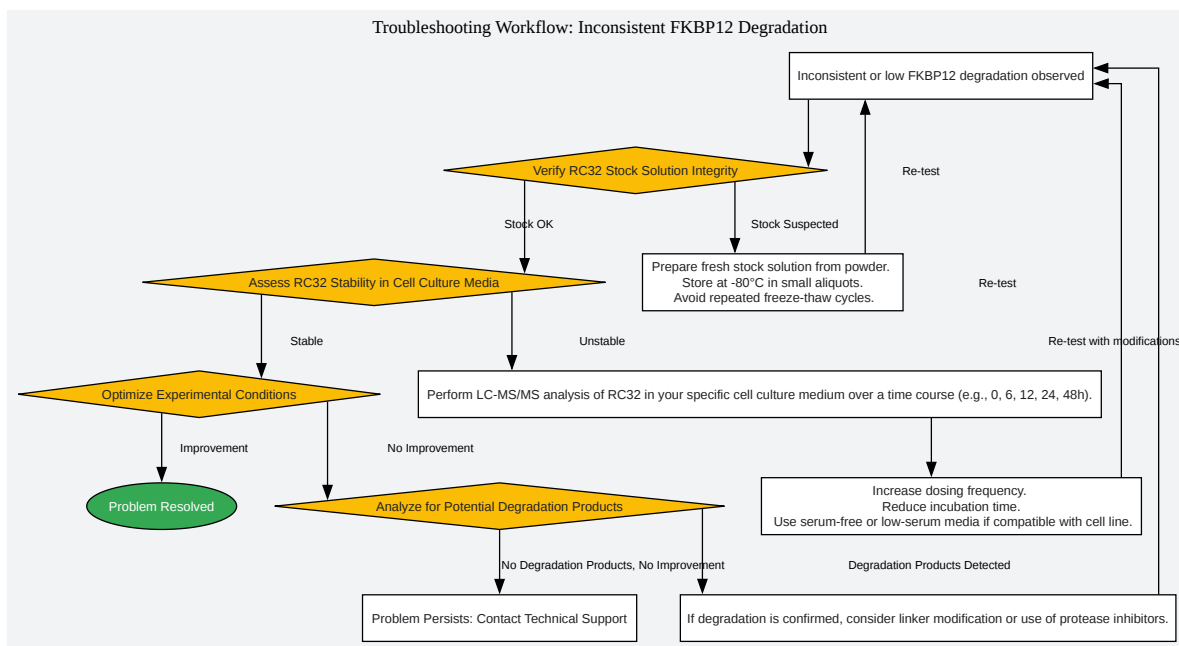 Troubleshooting Workflow: Inconsistent FKBP12 Degradation
Inconsistent or low FKBP12 degradation observed
Verify RC32 Stock Solution Integrity
Re-test
Stock OK
Stock Suspected
Prepare fresh stock solution from powder.
Store at -80°C in small aliquots.
Avoid repeated freeze-thaw cycles.
Assess RC32 Stability in Cell Culture Media
Re-test
Stable
Unstable
Re-test with modifications
Optimize Experimental Conditions
Perform LC-MS/MS analysis of RC32 in your specific cell culture medium over a time course (e.g., 0, 6, 12, 24, 48h).
Improvement
No Improvement
Problem Resolved
Analyze for Potential Degradation Products
Increase dosing frequency.
Reduce incubation time.
Use serum-free or low-serum media if compatible with cell line.
No Degradation Products, No Improvement
Degradation Products Detected
Problem Persists: Contact Technical Support
If degradation is confirmed, consider linker modification or use of protease inhibitors.